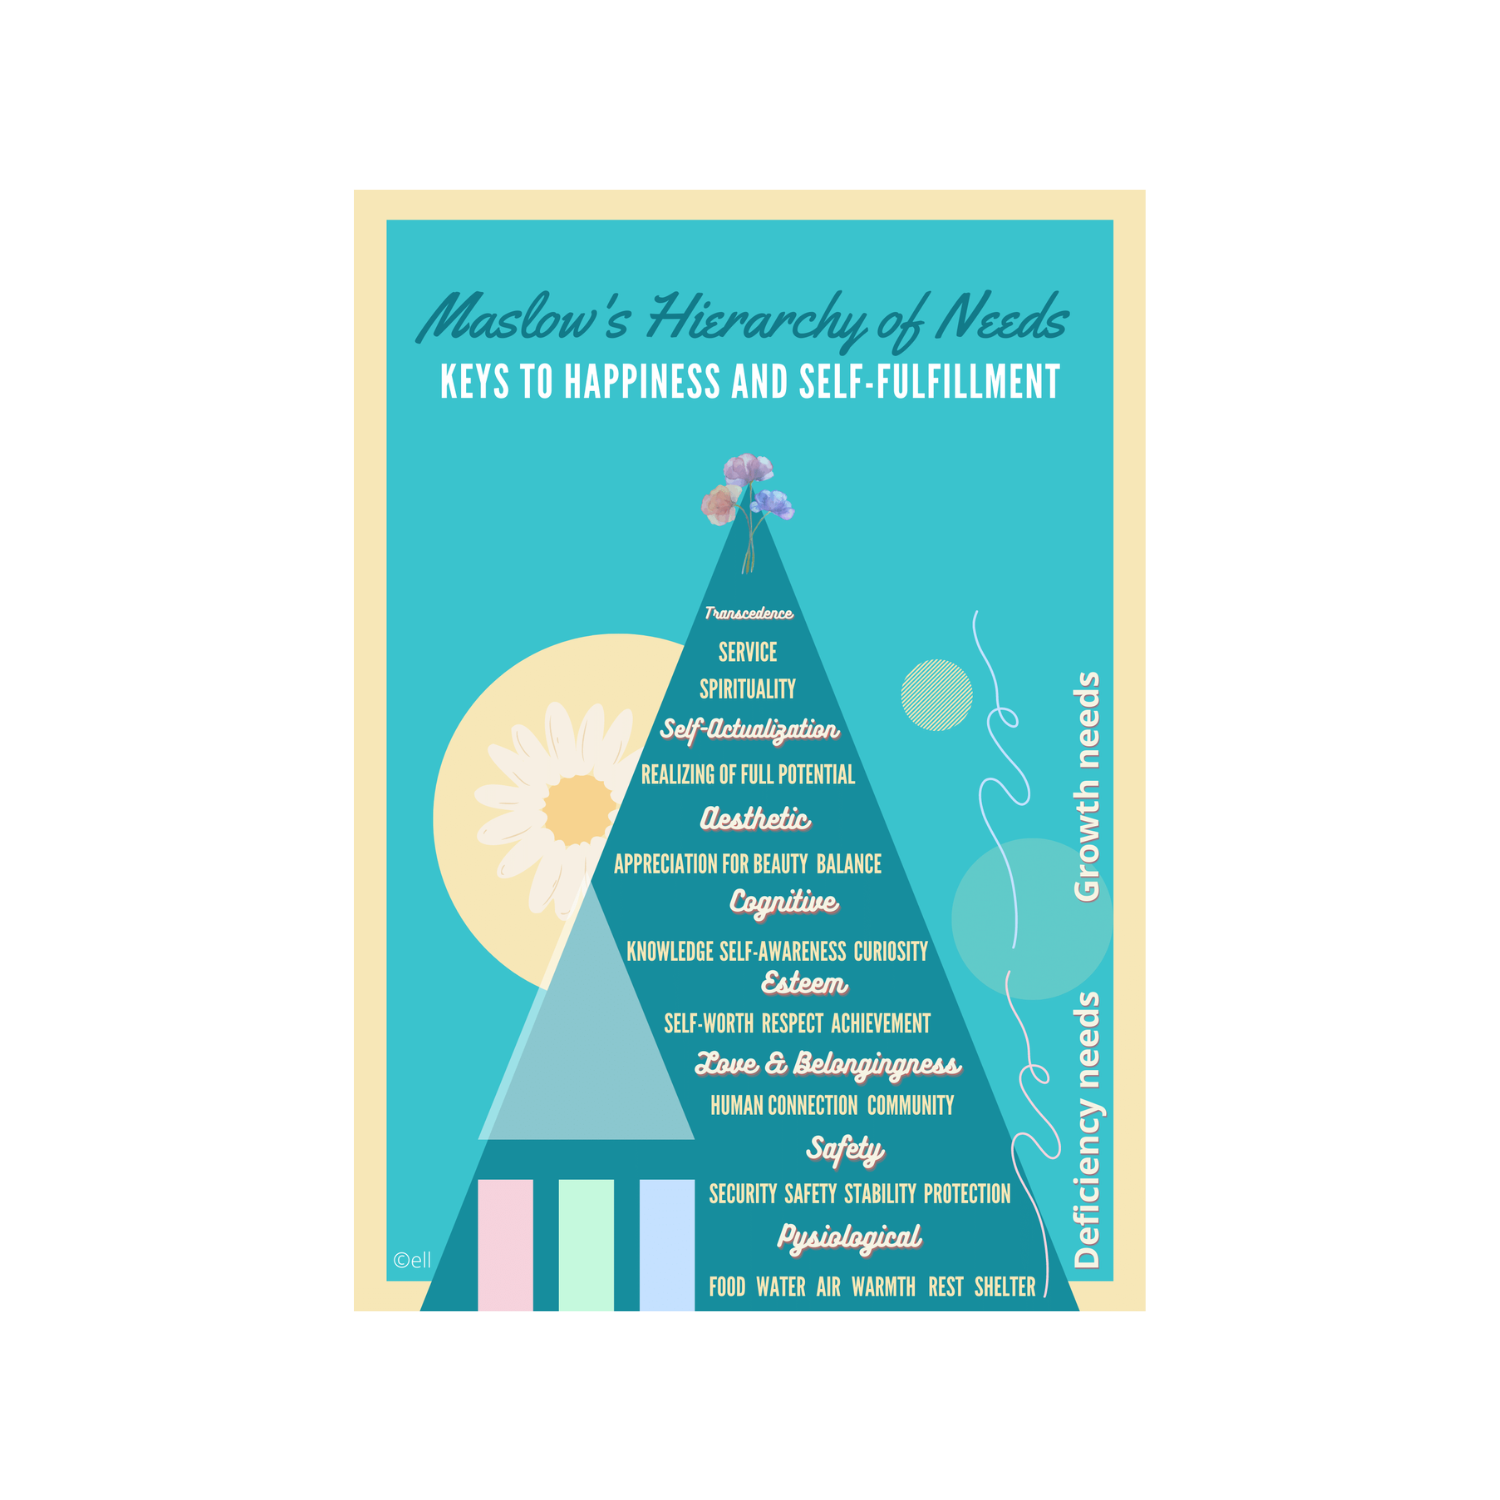 Maslow's Hierarchy of Needs
KEYS TO HAPPINESS AND SELF-FULFILLMENT
Transcedence
SERVICE
SPIRITUALITY
Self-Actualization
REALIZING OF FULL POTENTIAL
Aesthetic
APPRECIATION FOR BEAUTY BALANCE
Cognitive
KNOWLEDGE SELF-AWARENESS CURIOSITY
Esteem
SELF-WORTH RESPECT ACHIEVEMENT
Love & Belongingness
HUMAN CONNECTION COMMUNITY
Safety
SECURITY SAFETY STABILITY PROTECTION
Pysiological
FOOD WATER AIR WARMTH REST SHELTER
Growth needs
Deficiency needs
©ell